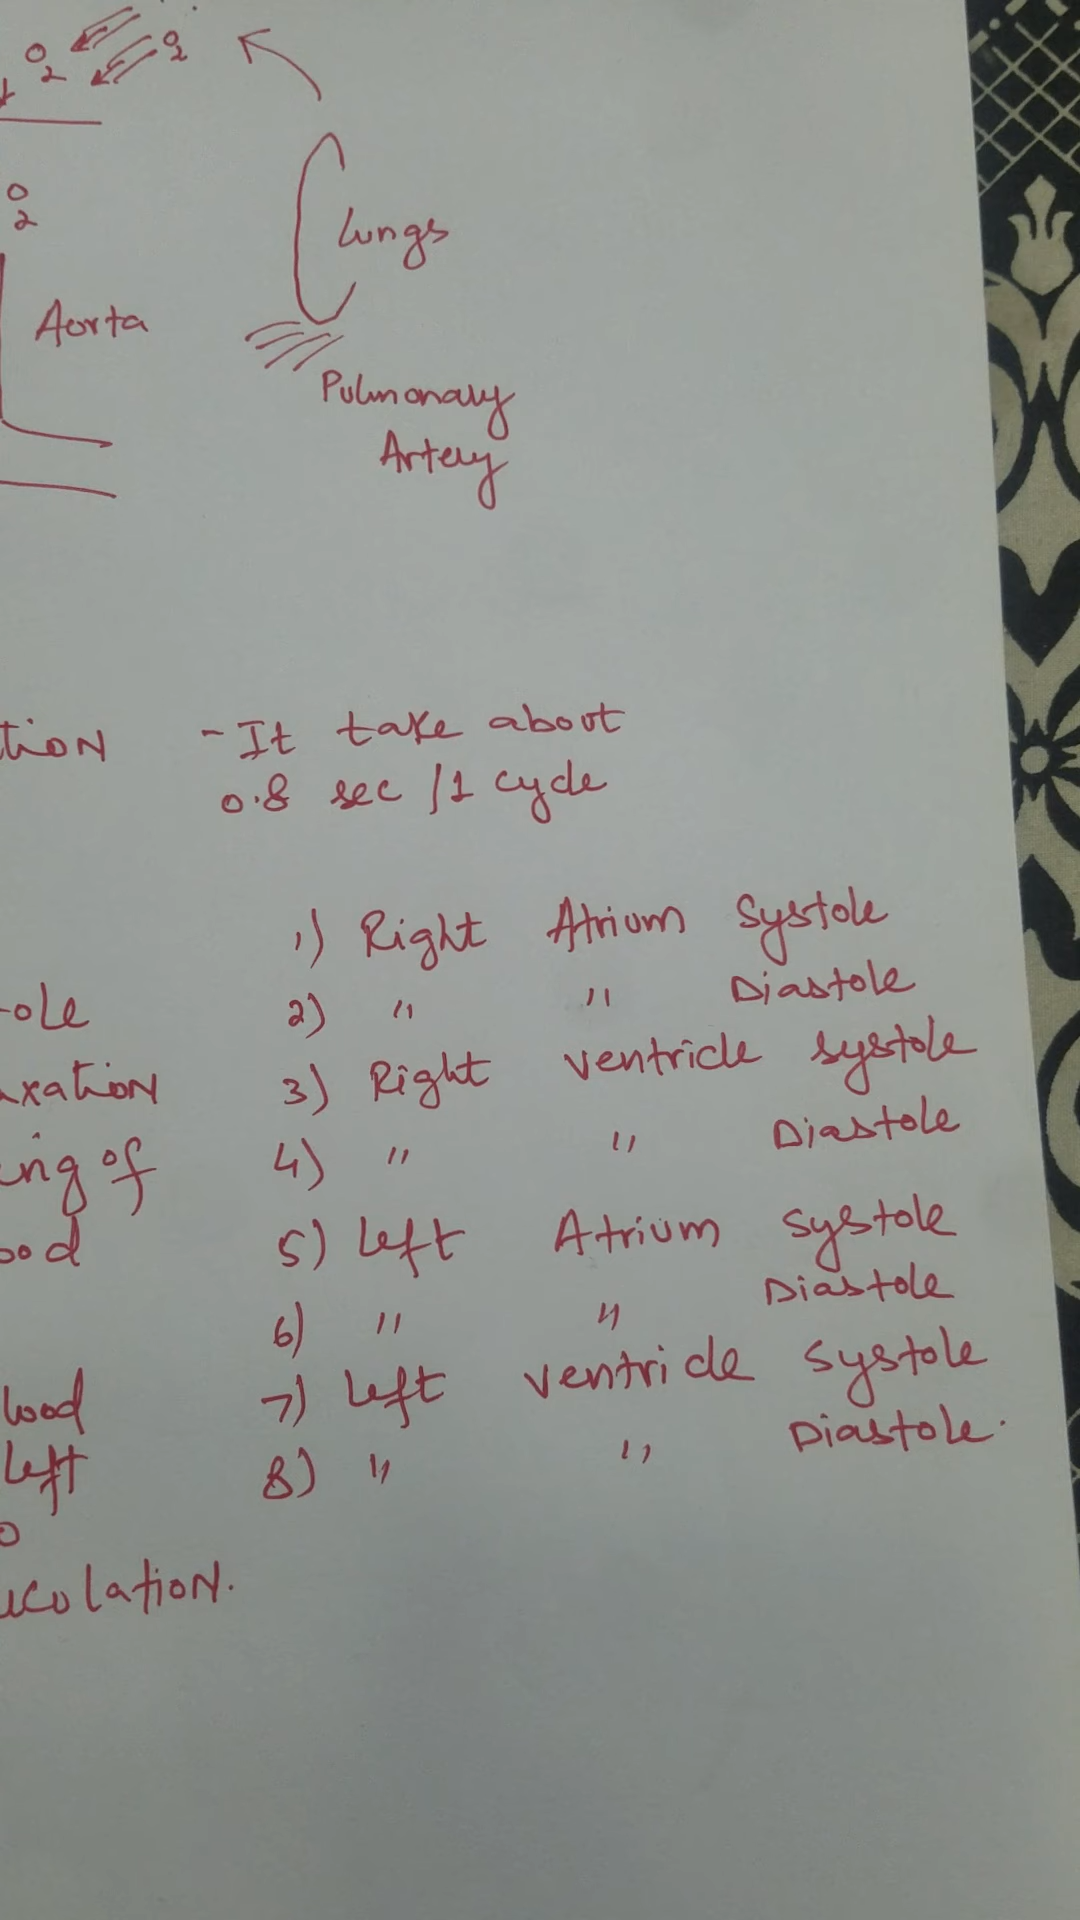 O2 O2
O2
Lungs
Aorta
Pulmonary
Artery
tion - It take about
0.8 sec /1 cycle
1) Right Atrium Systole
ole 2) " " Diastole
axation 3) Right ventricle systole
ing of 4) " " Diastole
ood 5) Left Atrium Systole
6) " " Diastole
lood 7) Left ventricle Systole
left 8) " " Diastole.
o
culation.